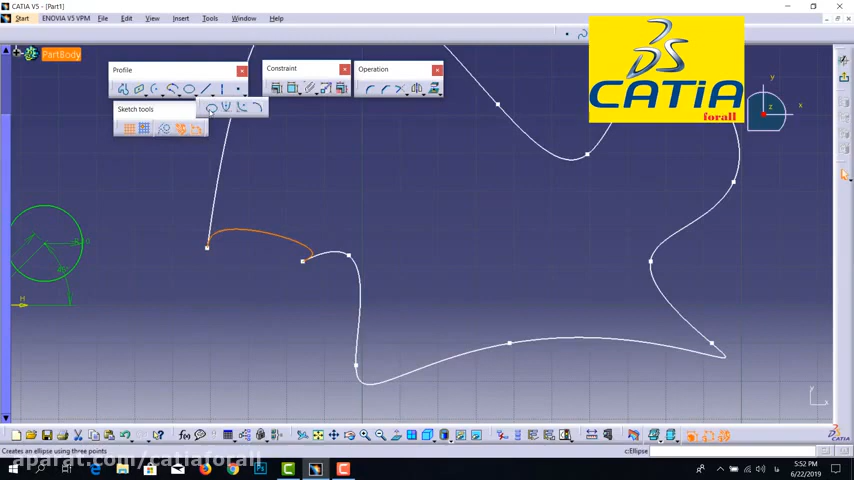 CATIA V5 - [Part1]
Start
ENOVIA V5 VPM
File
Edit
View
Insert
Tools
Window
Help
PartBody
Profile
Constraint
Operation
Sketch tools
CATIA
forall
y
x
z
H
y
x
Creates an ellipse using three points
c:Ellipse
f(x)
aparat.com/catiaforall
5:52 PM
6/22/2019